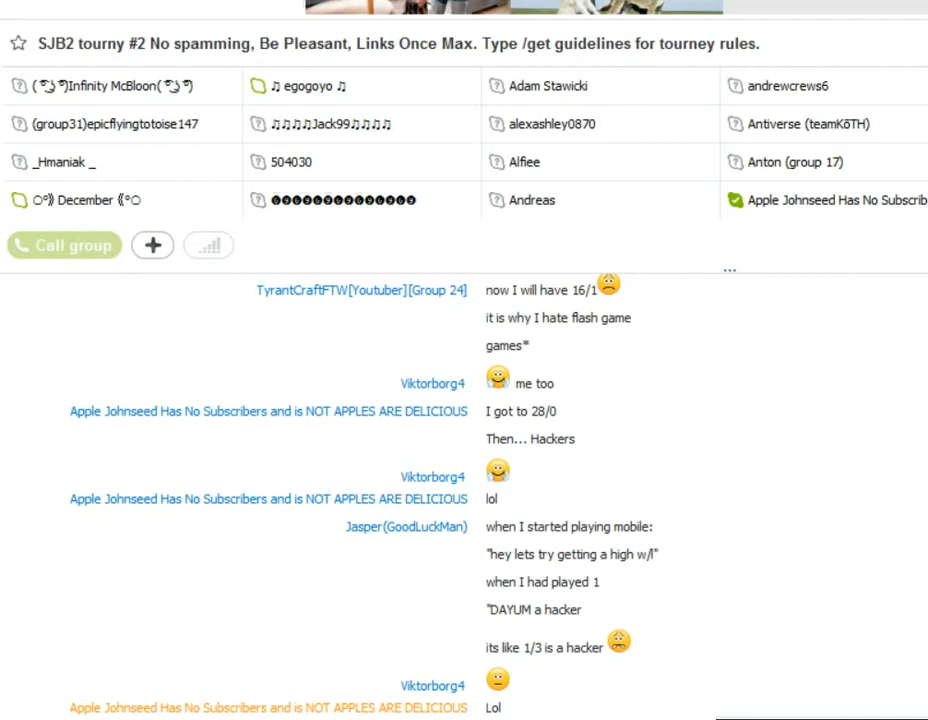 SJB2 tourny #2 No spamming, Be Pleasant, Links Once Max. Type /get guidelines for tourney rules.
( ͡° ͜ʖ ͡°)Infinity McBloon( ͡° ͜ʖ ͡°)
♫ egogoyo ♫
Adam Stawicki
andrewcrews6
(group31)epicflyingtotoise147
♫♫♫♫Jack99♫♫♫♫
alexashley0870
Antiverse (teamKōTH)
_Hmaniak _
504030
Alfiee
Anton (group 17)
December
Andreas
Apple Johnseed Has No Subscrib
Call group
...
TyrantCraftFTW[Youtuber][Group 24] now I will have 16/1
it is why I hate flash game
games*
Viktorborg4 me too
Apple Johnseed Has No Subscribers and is NOT APPLES ARE DELICIOUS I got to 28/0
Then... Hackers
Viktorborg4
Apple Johnseed Has No Subscribers and is NOT APPLES ARE DELICIOUS lol
Jasper(GoodLuckMan) when I started playing mobile:
"hey lets try getting a high w/l"
when I had played 1
"DAYUM a hacker
its like 1/3 is a hacker
Viktorborg4
Apple Johnseed Has No Subscribers and is NOT APPLES ARE DELICIOUS Lol